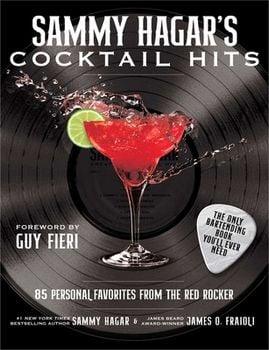 SAMMY HAGAR'S
COCKTAIL HITS
FOREWORD BY
GUY FIERI
THE ONLY
BARTENDING
BOOK
YOU'LL EVER
NEED
85 PERSONAL FAVORITES FROM THE RED ROCKER
#1 NEW YORK TIMES
BESTSELLING AUTHOR SAMMY HAGAR & JAMES BEARD
AWARD-WINNER JAMES O. FRAIOLI